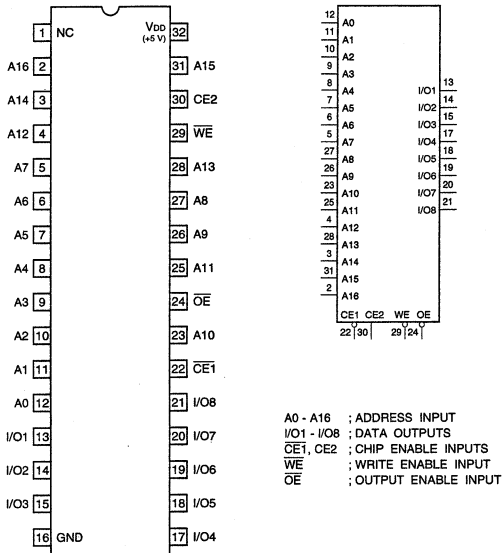 1 NC
VDD (+5 V) 32
A16 2
31 A15
A14 3
30 CE2
A12 4
29 W̅E̅
A7 5
28 A13
A6 6
27 A8
A5 7
26 A9
A4 8
25 A11
A3 9
24 O̅E̅
A2 10
23 A10
A1 11
22 C̅E̅1̅
A0 12
21 I/O8
I/O1 13
20 I/O7
I/O2 14
19 I/O6
I/O3 15
18 I/O5
16 GND
17 I/O4
12 A0
11 A1
10 A2
9 A3
8 A4
7 A5
6 A6
5 A7
27 A8
26 A9
23 A10
25 A11
4 A12
28 A13
3 A14
31 A15
2 A16
I/O1 13
I/O2 14
I/O3 15
I/O4 17
I/O5 18
I/O6 19
I/O7 20
I/O8 21
CE1 CE2 WE OE
22 30 29 24
A0 - A16 ; ADDRESS INPUT
I/O1 - I/O8 ; DATA OUTPUTS
C̅E̅1̅, CE2 ; CHIP ENABLE INPUTS
W̅E̅ ; WRITE ENABLE INPUT
O̅E̅ ; OUTPUT ENABLE INPUT